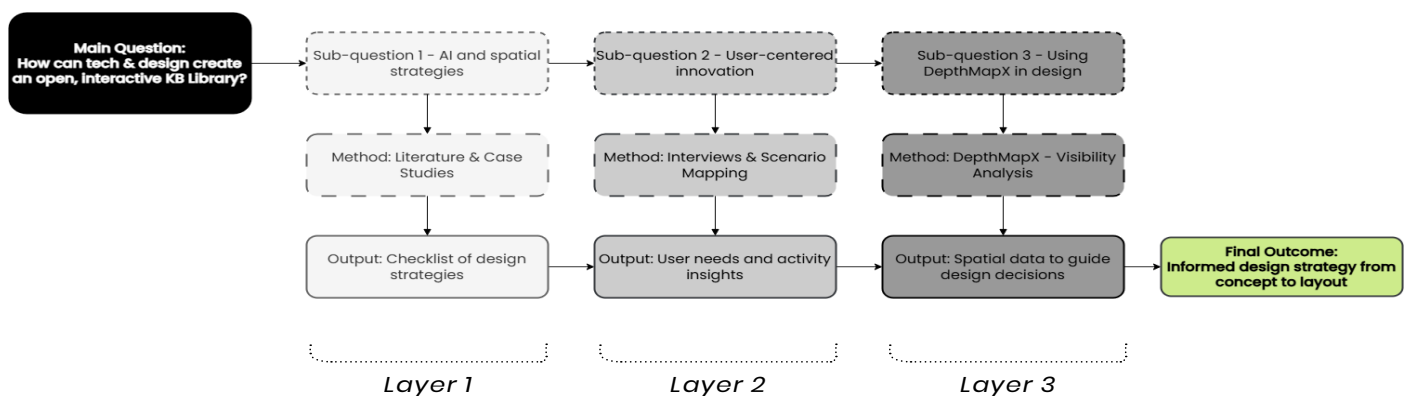 Main Question:
How can tech & design create
an open, interactive KB Library?
Sub-question 1 - AI and spatial
strategies
Sub-question 2 - User-centered
innovation
Sub-question 3 - Using
DepthMapX in design
Method: Literature & Case
Studies
Method: Interviews & Scenario
Mapping
Method: DepthMapX - Visibility
Analysis
Output: Checklist of design
strategies
Output: User needs and activity
insights
Output: Spatial data to guide
design decisions
Final Outcome:
Informed design strategy from
concept to layout
Layer 1
Layer 2
Layer 3